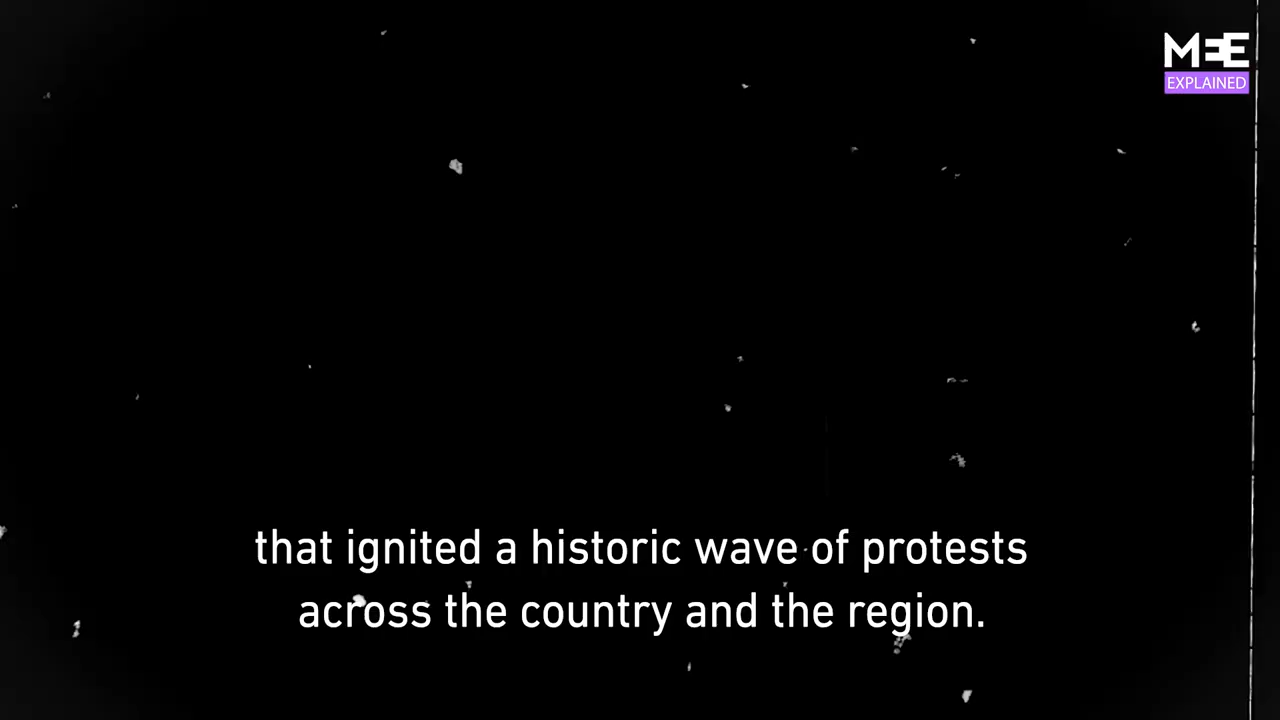 MEE
EXPLAINED
that ignited a historic wave of protests
across the country and the region.